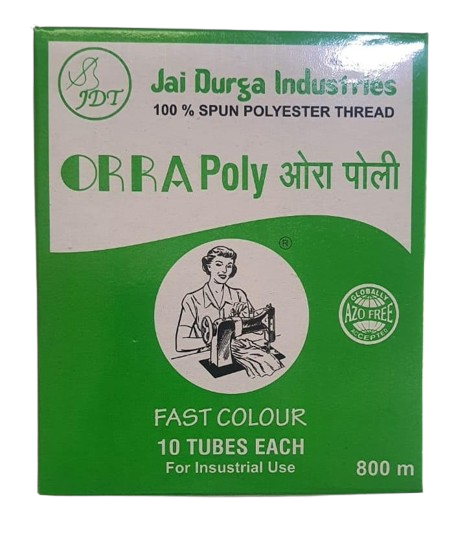 JDT
Jai Durga Industries
100 % SPUN POLYESTER THREAD
ORRA Poly ओरा पोली
®
GLOBALLY
AZO FREE
ACCEPTED
FAST COLOUR
10 TUBES EACH
For Insustrial Use
800 m